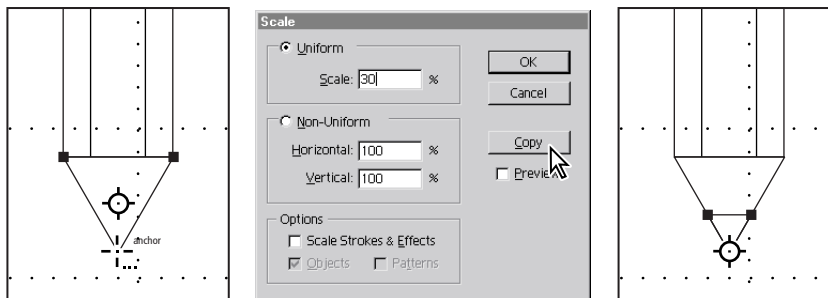 anchor
Scale
Uniform
Scale: 30 %
Non-Uniform
Horizontal: 100 %
Vertical: 100 %
Options
Scale Strokes & Effects
Objects Patterns
OK
Cancel
Copy
Preview